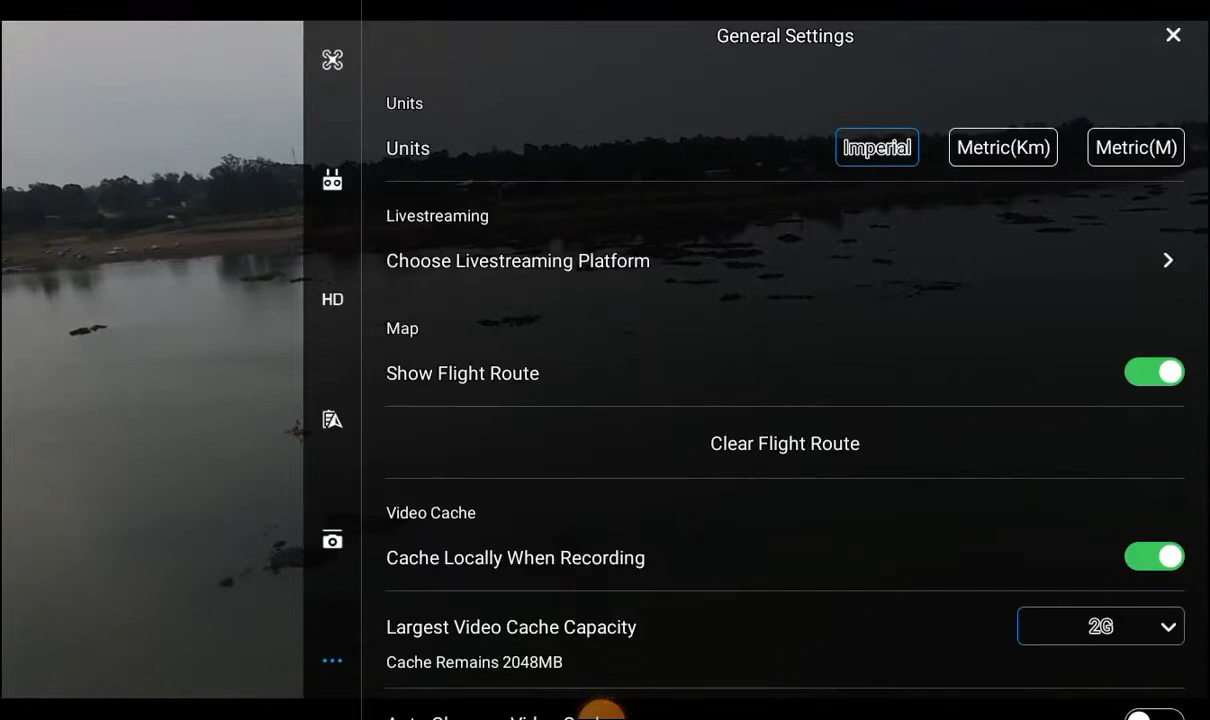 General Settings
Units
Units Imperial Metric(Km) Metric(M)
Livestreaming
Choose Livestreaming Platform
HD
Map
Show Flight Route
Clear Flight Route
Video Cache
Cache Locally When Recording
Largest Video Cache Capacity 2G
Cache Remains 2048MB